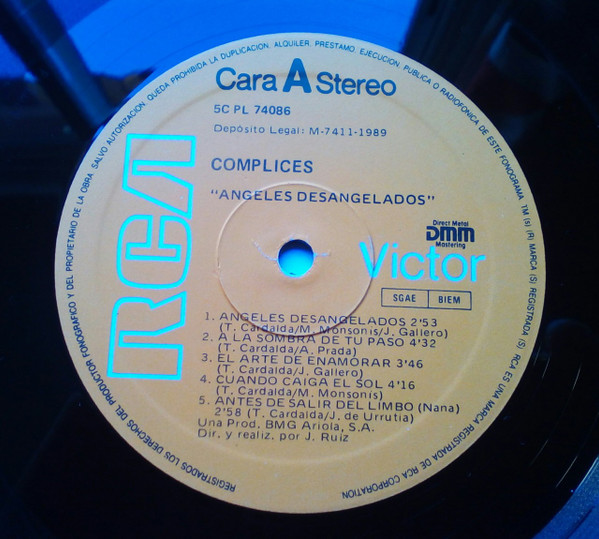 Cara A Stereo
5C PL 74086
Depósito Legal: M-7411-1989
COMPLICES
"ANGELES DESANGELADOS"
RCA
Direct Metal
DMM
Mastering
Victor
SGAE BIEM
1. ANGELES DESANGELADOS 2'53
(T. Cardalda/M. Monsonis/J. Gallero)
2. A LA SOMBRA DE TU PASO 4'32
(T. Cardalda/A. Prada)
3. EL ARTE DE ENAMORAR 3'46
(T. Cardalda/J. Gallero)
4. CUANDO CAIGA EL SOL 4'16
(T. Cardalda/M. Monsonís)
5. ANTES DE SALIR DEL LIMBO (Nana)
2'58 (T. Cardalda/J. de Urrutia)
Una Prod. BMG Ariola, S.A.
Dir. y realiz. por J. Ruiz
REGISTRADOS LOS DERECHOS DEL PRODUCTOR FONOGRAFICO Y DEL PROPIETARIO DE LA OBRA. SALVO AUTORIZACION, QUEDA PROHIBIDA LA DUPLICACION, ALQUILER, PRESTAMO, EJECUCION, PUBLICA O RADIOFONICA DE ESTE FONOGRAMA. TM (s) (R) MARCA (S) REGISTRADA (S) RCA ES UNA MARCA REGISTRADA DE RCA CORPORATION